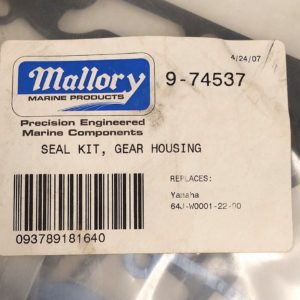 4/24/07
Mallory
MARINE PRODUCTS
9-74537
Precision Engineered
Marine Components
SEAL KIT, GEAR HOUSING
REPLACES:
Yamaha
64J-W0001-22-00
093789181640